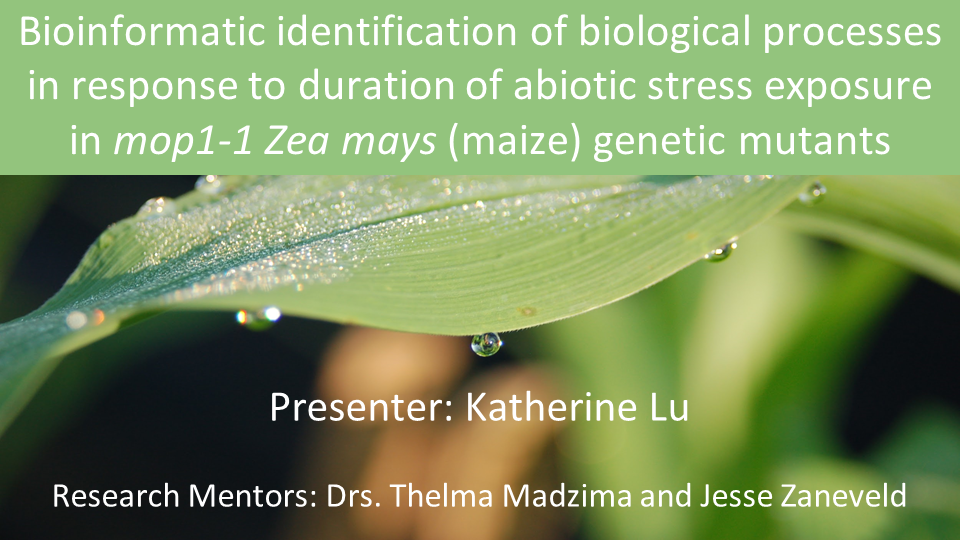 Bioinformatic identification of biological processes
in response to duration of abiotic stress exposure
in mop1-1 Zea mays (maize) genetic mutants
Presenter: Katherine Lu
Research Mentors: Drs. Thelma Madzima and Jesse Zaneveld